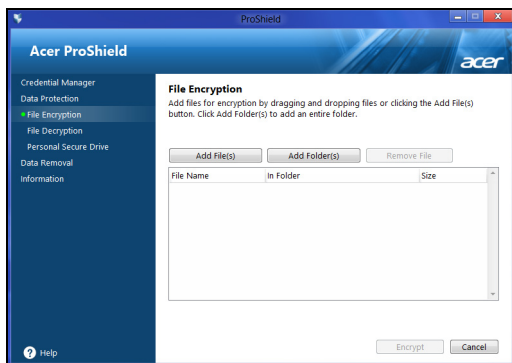 ProShield
Acer ProShield
acer
Credential Manager
Data Protection
File Encryption
File Decryption
Personal Secure Drive
Data Removal
Information
Help
File Encryption
Add files for encryption by dragging and dropping files or clicking the Add File(s)
button. Click Add Folder(s) to add an entire folder.
Add File(s) Add Folder(s) Remove File
File Name In Folder Size
Encrypt Cancel